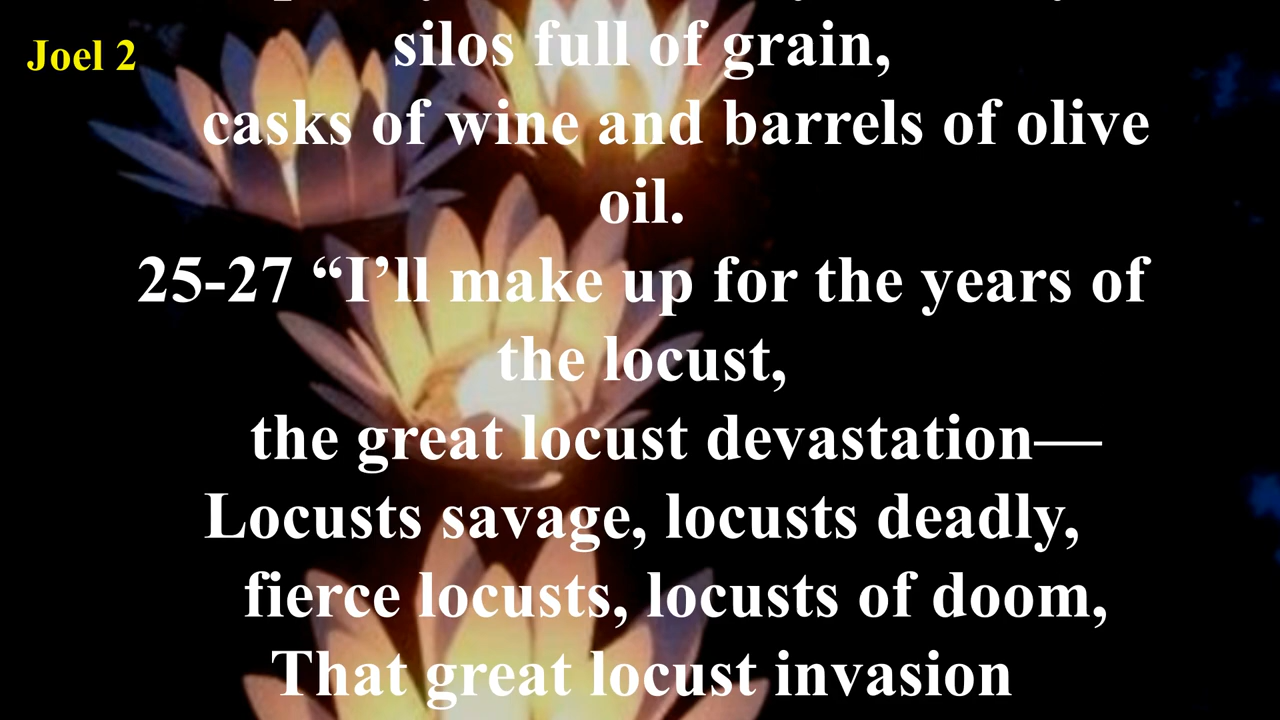 Joel 2
silos full of grain,
casks of wine and barrels of olive
oil.
25-27 “I’ll make up for the years of
the locust,
the great locust devastation—
Locusts savage, locusts deadly,
fierce locusts, locusts of doom,
That great locust invasion